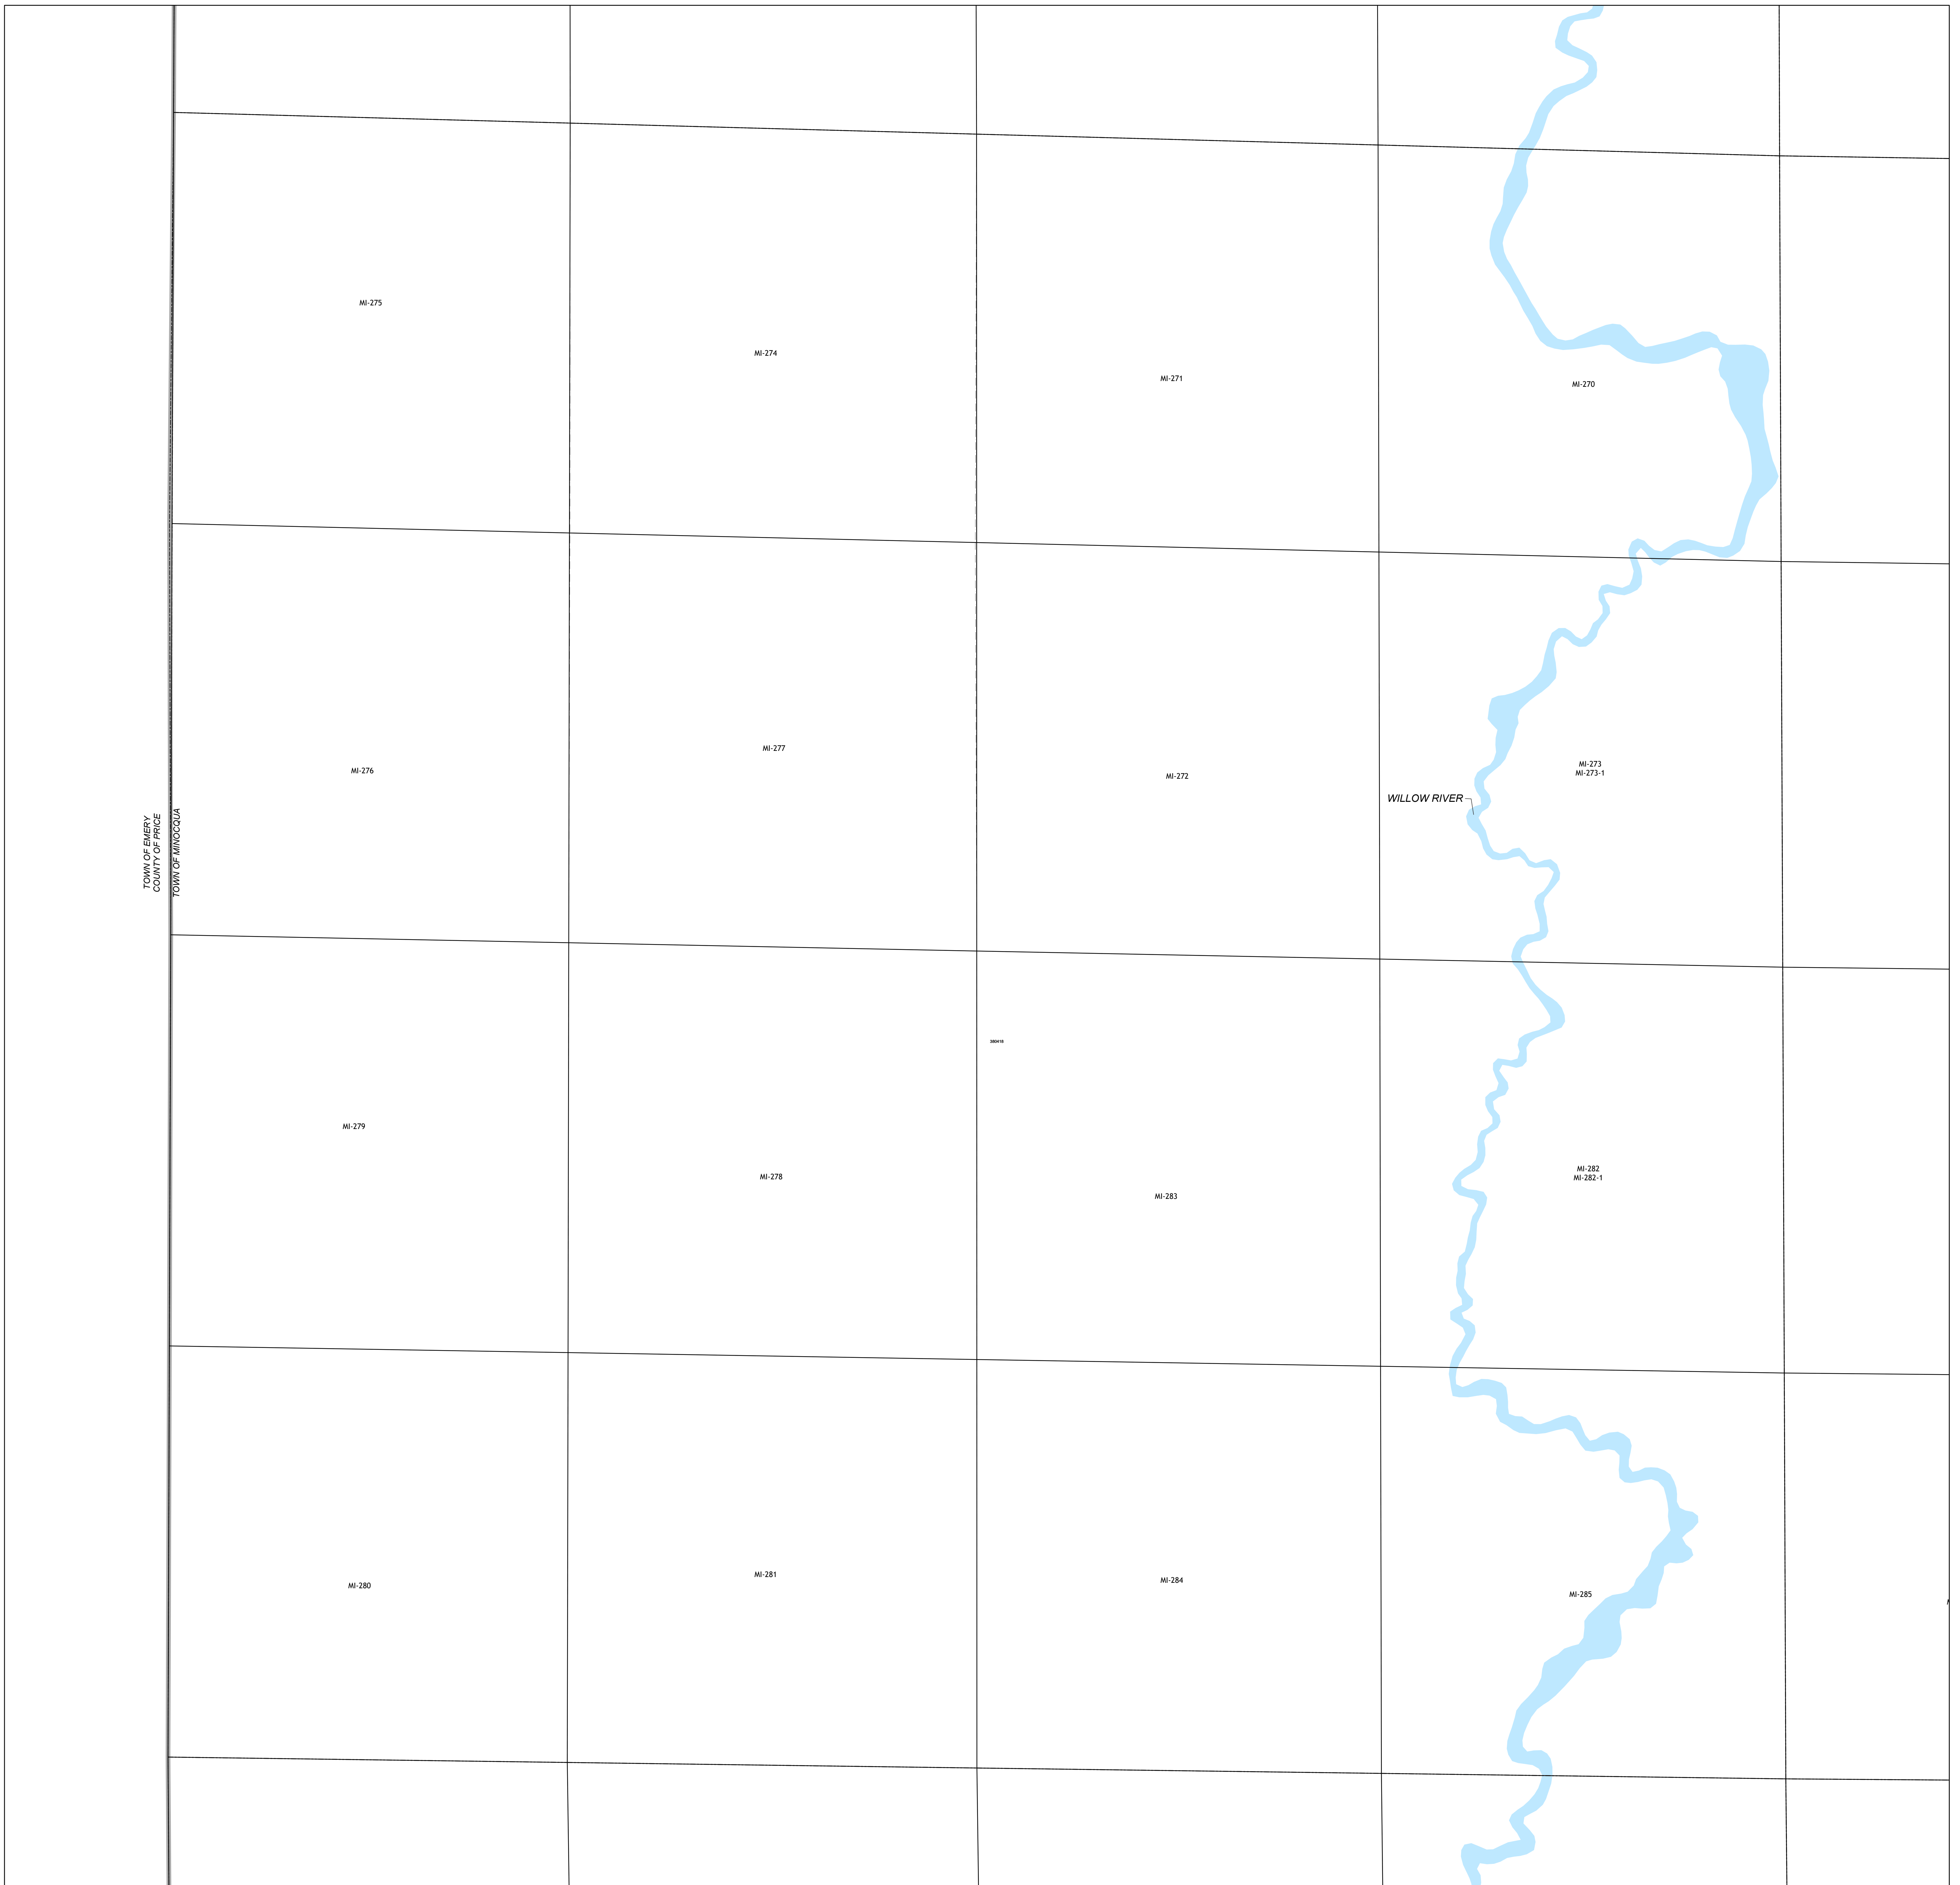 MI-275
MI-274
MI-271
MI-270
MI-276
MI-277
MI-272
MI-273
MI-273-1
WILLOW RIVER
TOWN OF EMERY
COUNTY OF PRICE
TOWN OF MINOCQUA
MI-279
MI-278
MI-283
MI-282
MI-282-1
MI-280
MI-281
MI-284
MI-285